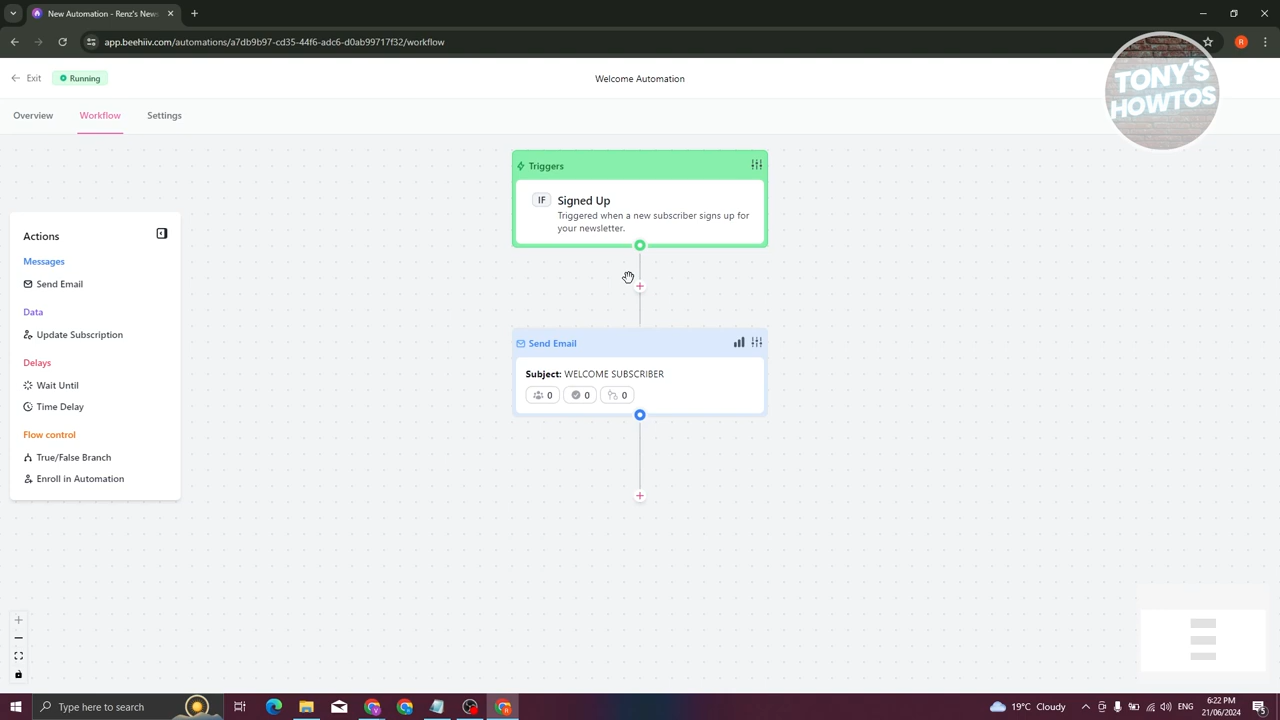 New Automation - Renz's New
app.beehiiv.com/automations/a7db9b97-cd35-44f6-adc6-d0ab99717f32/workflow
R
Exit
Running
Welcome Automation
TONY'S
HOWTOS
Overview
Workflow
Settings
Triggers
IF
Signed Up
Triggered when a new subscriber signs up for
your newsletter.
Actions
Messages
Send Email
Data
Update Subscription
Delays
Wait Until
Time Delay
Flow control
True/False Branch
Enroll in Automation
Send Email
Subject: WELCOME SUBSCRIBER
0
0
0
Type here to search
19°C Cloudy
ENG
6:22 PM
21/06/2024